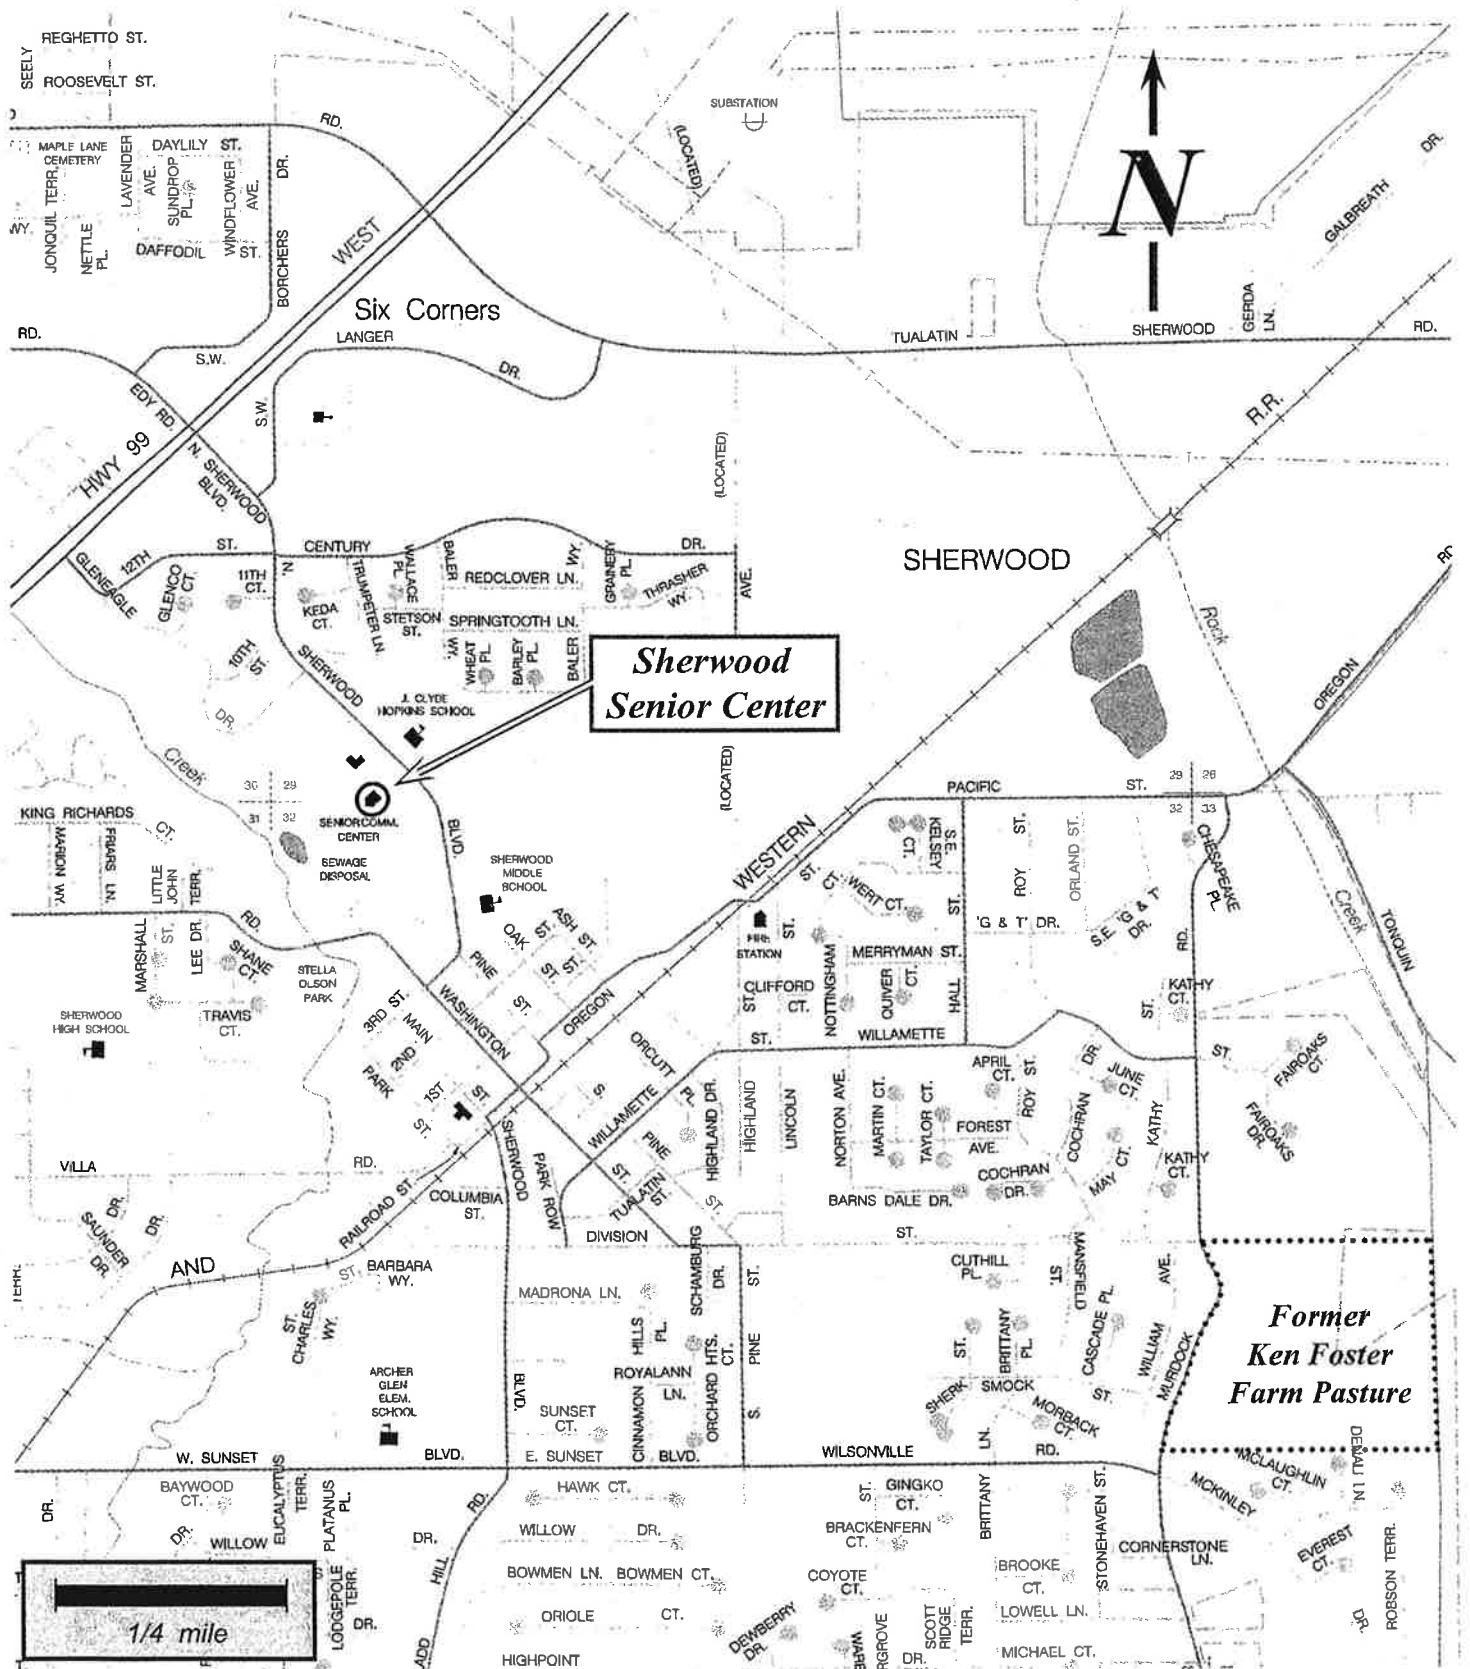 REGHETTO ST.
SEELY
ROOSEVELT ST.
RD.
SUBSTATION
(LOCATED)
N
DR.
GALBREATH
MAPLE LANE
CEMETERY
LAVENDER
AVE.
DAYLILY ST.
SUNDROP
PL.
WINDFLOWER
AVE.
DR.
BORCHERS
JONQUIL TERR.
NETTLE
PL.
DAFFODIL ST.
WY.
WEST
Six Corners
LANGER
DR.
RD.
S.W.
S.W.
TUALATIN
SHERWOOD
GERDA
LN.
RD.
EDY RD.
HWY 99
N. SHERWOOD
BLVD.
(LOCATED)
R.R.
12TH
ST.
CENTURY
DR.
GLENEAGLE
GLENCO
CT.
11TH
CT.
N.
KEDA
CT.
TRUMPETER LN.
WALLACE
PL.
BALER
WY.
REDCLOVER LN.
WY.
GRAINERY
PL.
THRASHER
WY.
AVE.
STETSON
ST.
SPRINGTOOTH LN.
WHEAT
PL.
BARLEY
PL.
BALER
SHERWOOD
10TH
ST.
DR.
SHERWOOD
Sherwood
Senior Center
J. CLYDE
HOPKINS SCHOOL
Rock
OREGON
Creek
30 29
31 32
SENIOR COMM.
CENTER
SEWAGE
DISPOSAL
BLVD.
(LOCATED)
PACIFIC
ST.
29 28
32 33
KING RICHARDS
CT.
MARION WY.
FRIARS LN.
LITTLE
JOHN
TERR.
SHERWOOD
MIDDLE
SCHOOL
WESTERN
ST.
CT.
WERT CT.
S.E.
KELSEY
CT.
ST.
ROY ST.
ORLAND ST.
'G & T' DR.
S.E. 'G & T'
DR.
CHESAPEAKE
PL.
RD.
Creek
TONQUIN
RD.
MARSHALL
ST.
LEE DR.
SHANE
CT.
TRAVIS
CT.
STELLA
OLSON
PARK
SHERWOOD
HIGH SCHOOL
OAK ST.
ASH ST.
ST. ST.
PINE
ST.
WASHINGTON
OREGON
3RD ST.
MAIN
2ND
PARK
1ST
ST.
ST.
FIRE
STATION
ST.
CLIFFORD
CT.
ST.
ST.
NOTTINGHAM
MERRYMAN ST.
QUIVER
CT.
HALL
WILLAMETTE
KATHY
CT.
ST.
ST.
FAIROAKS
CT.
FAIROAKS
DR.
ORCUTT
PL.
S
WILLAMETTE
ST.
PINE
TUALATIN
ST.
ST.
HIGHLAND DR.
HIGHLAND
LINCOLN
NORTON AVE.
MARTIN CT.
TAYLOR CT.
APRIL
CT.
ROY ST.
FOREST
AVE.
COCHRAN
DR.
DR.
COCHRAN
JUNE
CT.
MAY CT.
KATHY
KATHY
CT.
BARNS DALE DR.
VILLA
RD.
SAUNDER
DR.
DR.
DR.
TERR.
AND
RAILROAD ST.
COLUMBIA
ST.
SHERWOOD
PARK ROW
DIVISION
ST.
BARBARA
WY.
ST.
ST.
CHARLES
WY.
MADRONA LN.
SCHAMBURG
DR.
ST.
PINE
S.
HILLS
PL.
CINNAMON
ROYALANN
LN.
ORCHARD HTS.
CT.
CUTHILL
PL.
ST.
MANSFIELD
CASCADE PL.
AVE.
WILLIAM
MURDOCK
ST.
SHERK
BRITTANY
PL.
SMOCK
ST.
MORBACK
CT.
Former
Ken Foster
Farm Pasture
ARCHER
GLEN
ELEM.
SCHOOL
BLVD.
SUNSET
CT.
W. SUNSET
BLVD.
E. SUNSET
BLVD.
WILSONVILLE
LN.
RD.
DENALI LN.
MCLAUGHLIN
CT.
MCKINLEY
DR.
BAYWOOD
CT.
DR.
WILLOW
EUCALYPTUS
TERR.
PLATANUS
PL.
LODGEPOLE
TERR.
DR.
DR.
RD.
HILL
LADD
HAWK CT.
WILLOW DR.
BOWMEN LN. BOWMEN CT.
ORIOLE CT.
HIGHPOINT
ST.
GINGKO
CT.
BRACKENFERN
CT.
COYOTE
CT.
DEWBERRY
DR.
BRITTANY
STONEHAVEN ST.
CORNERSTONE
LN.
BROOKE
CT.
LOWELL LN.
MICHAEL CT.
SCOTT
RIDGE
TERR.
DR.
RGROVE
EVEREST
CT.
DR.
ROBSON TERR.
1/4 mile